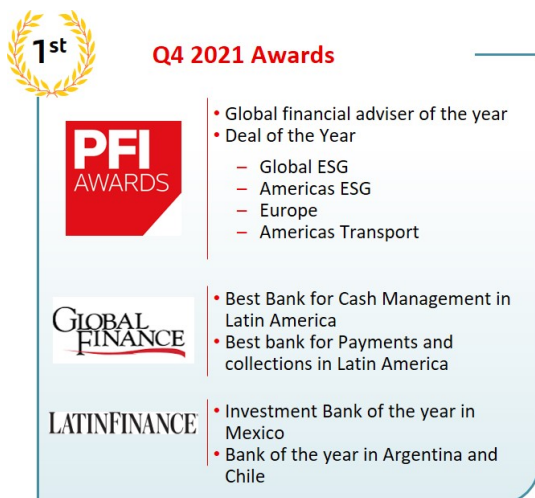 1st
Q4 2021 Awards
PFI
AWARDS
• Global financial adviser of the year
• Deal of the Year
– Global ESG
– Americas ESG
– Europe
– Americas Transport
GLOBAL
FINANCE
• Best Bank for Cash Management in
Latin America
• Best bank for Payments and
collections in Latin America
LATINFINANCE
• Investment Bank of the year in
Mexico
• Bank of the year in Argentina and
Chile